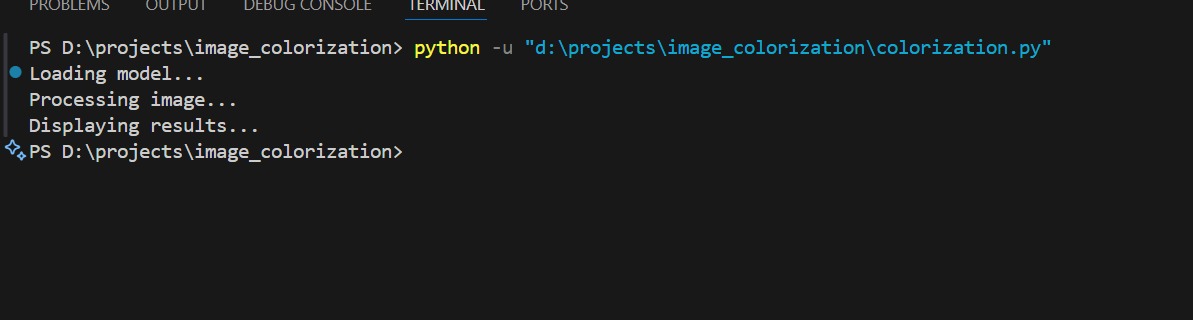 PROBLEMS OUTPUT DEBUG CONSOLE TERMINAL PORTS
PS D:\projects\image_colorization> python -u "d:\projects\image_colorization\colorization.py"
Loading model...
Processing image...
Displaying results...
PS D:\projects\image_colorization>